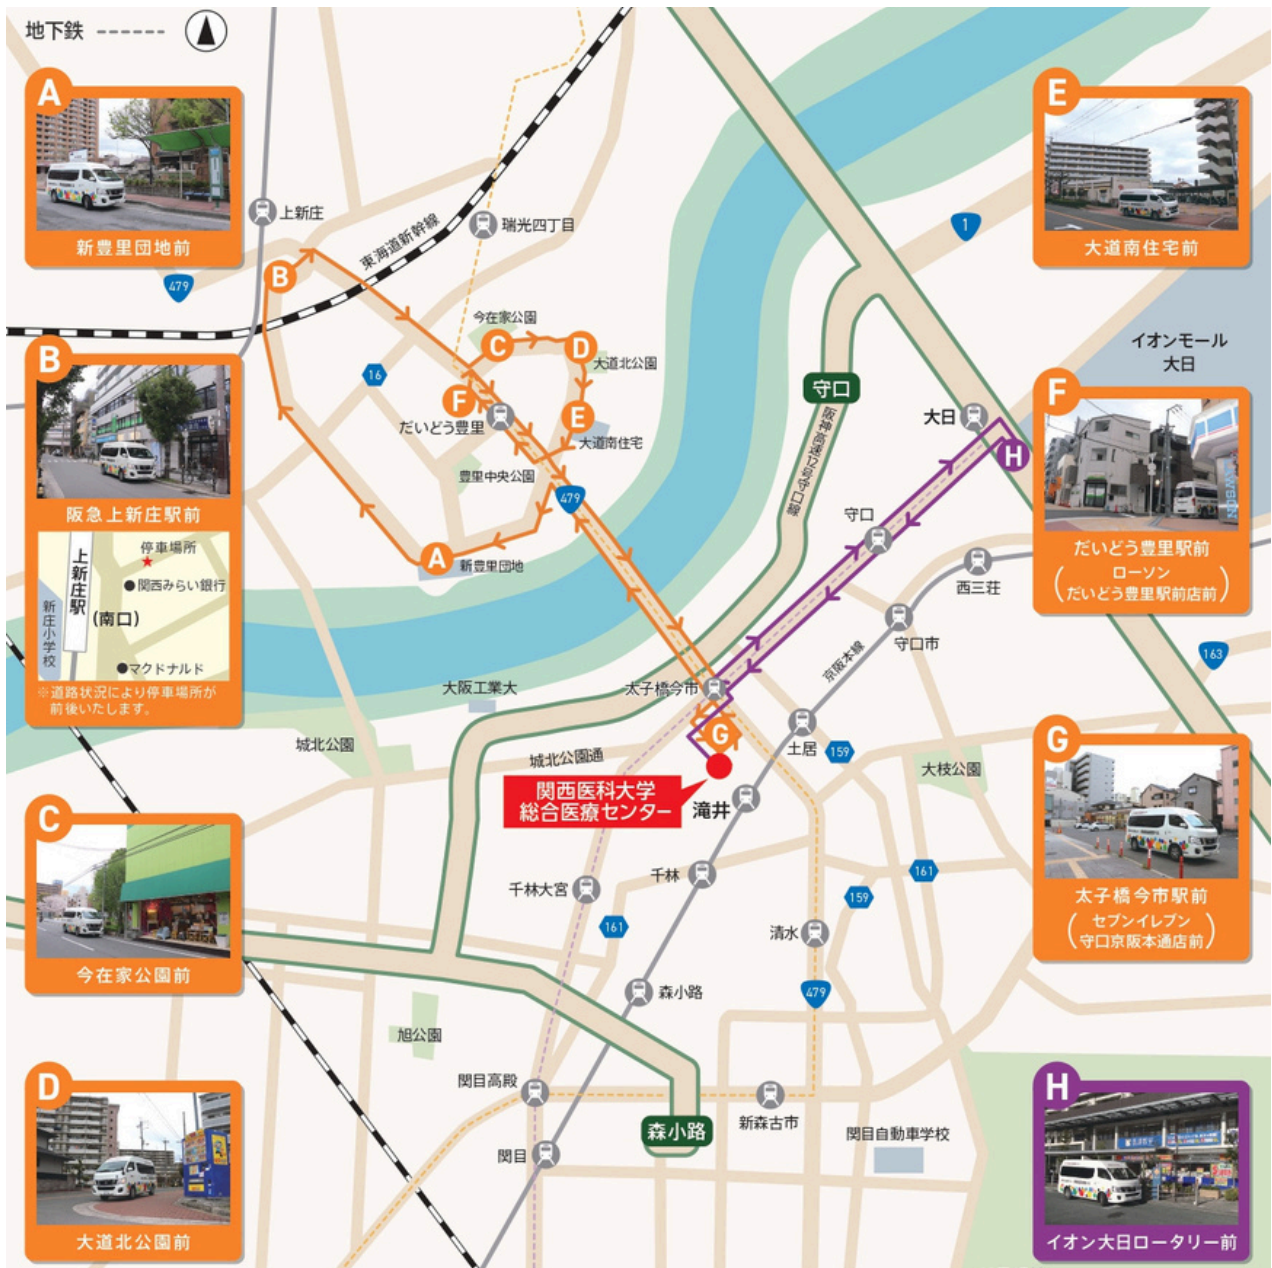 地下鉄
A
新豊里団地前
B
阪急上新庄駅前
上新庄駅
停車場所
関西みらい銀行
(南口)
新庄小学校
マクドナルド
※道路状況により停車場所が
前後いたします。
C
今在家公園前
D
大道北公園前
上新庄
479
東海道新幹線
瑞光四丁目
B
今在家公園
C
D
大道北公園
16
F
E
だいどう豊里
大道南住宅
豊里中央公園
479
A
新豊里団地
1
イオンモール
大日
守口
阪神高速12号守口線
大日
H
守口
西三荘
守口市
163
京阪本線
大阪工業大
太子橋今市
G
城北公園
城北公園通
土居
159
大枝公園
関西医科大学
総合医療センター
滝井
千林大宮
千林
161
159
161
清水
森小路
479
旭公園
関目高殿
森小路
新森古市
関目自動車学校
関目
E
大道南住宅前
F
だいどう豊里駅前
(ローソン
だいどう豊里駅前店前)
G
太子橋今市駅前
(セブンイレブン
守口京阪本通店前)
H
イオン大日ロータリー前